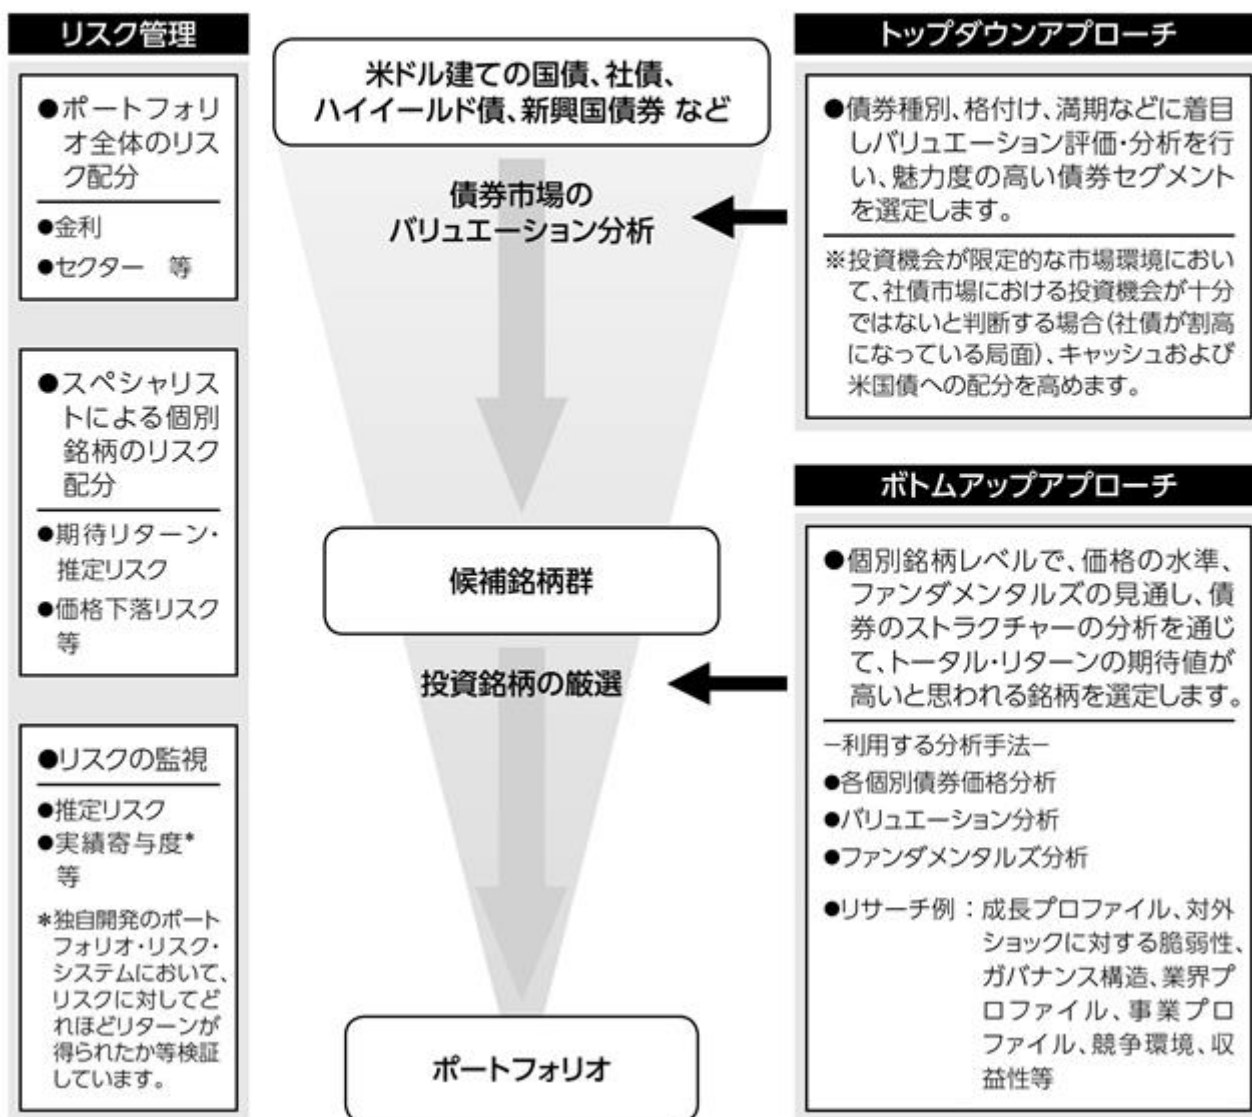 リスク管理
●ポートフォリ
オ全体のリス
ク配分
●金利
●セクター 等
●スペシャリス
トによる個別
銘柄のリスク
配分
●期待リターン・
推定リスク
●価格下落リスク
等
●リスクの監視
●推定リスク
●実績寄与度*
等
*独自開発のポート
フォリオ・リスク・
システムにおいて、
リスクに対してど
れほどリターンが
得られたか等検証
しています。
米ドル建ての国債、社債、
ハイイールド債、新興国債券 など
債券市場の
バリュエーション分析
候補銘柄群
投資銘柄の厳選
ポートフォリオ
トップダウンアプローチ
●債券種別、格付け、満期などに着目
しバリュエーション評価・分析を行
い、魅力度の高い債券セグメント
を選定します。
※投資機会が限定的な市場環境におい
て、社債市場における投資機会が十分
ではないと判断する場合(社債が割高
になっている局面)、キャッシュおよび
米国債への配分を高めます。
ボトムアップアプローチ
●個別銘柄レベルで、価格の水準、
ファンダメンタルズの見通し、債
券のストラクチャーの分析を通じ
て、トータル・リターンの期待値が
高いと思われる銘柄を選定します。
−利用する分析手法−
●各個別債券価格分析
●バリュエーション分析
●ファンダメンタルズ分析
●リサーチ例：成長プロファイル、対外
ショックに対する脆弱性、
ガバナンス構造、業界プ
ロファイル、事業プロ
ファイル、競争環境、収
益性等